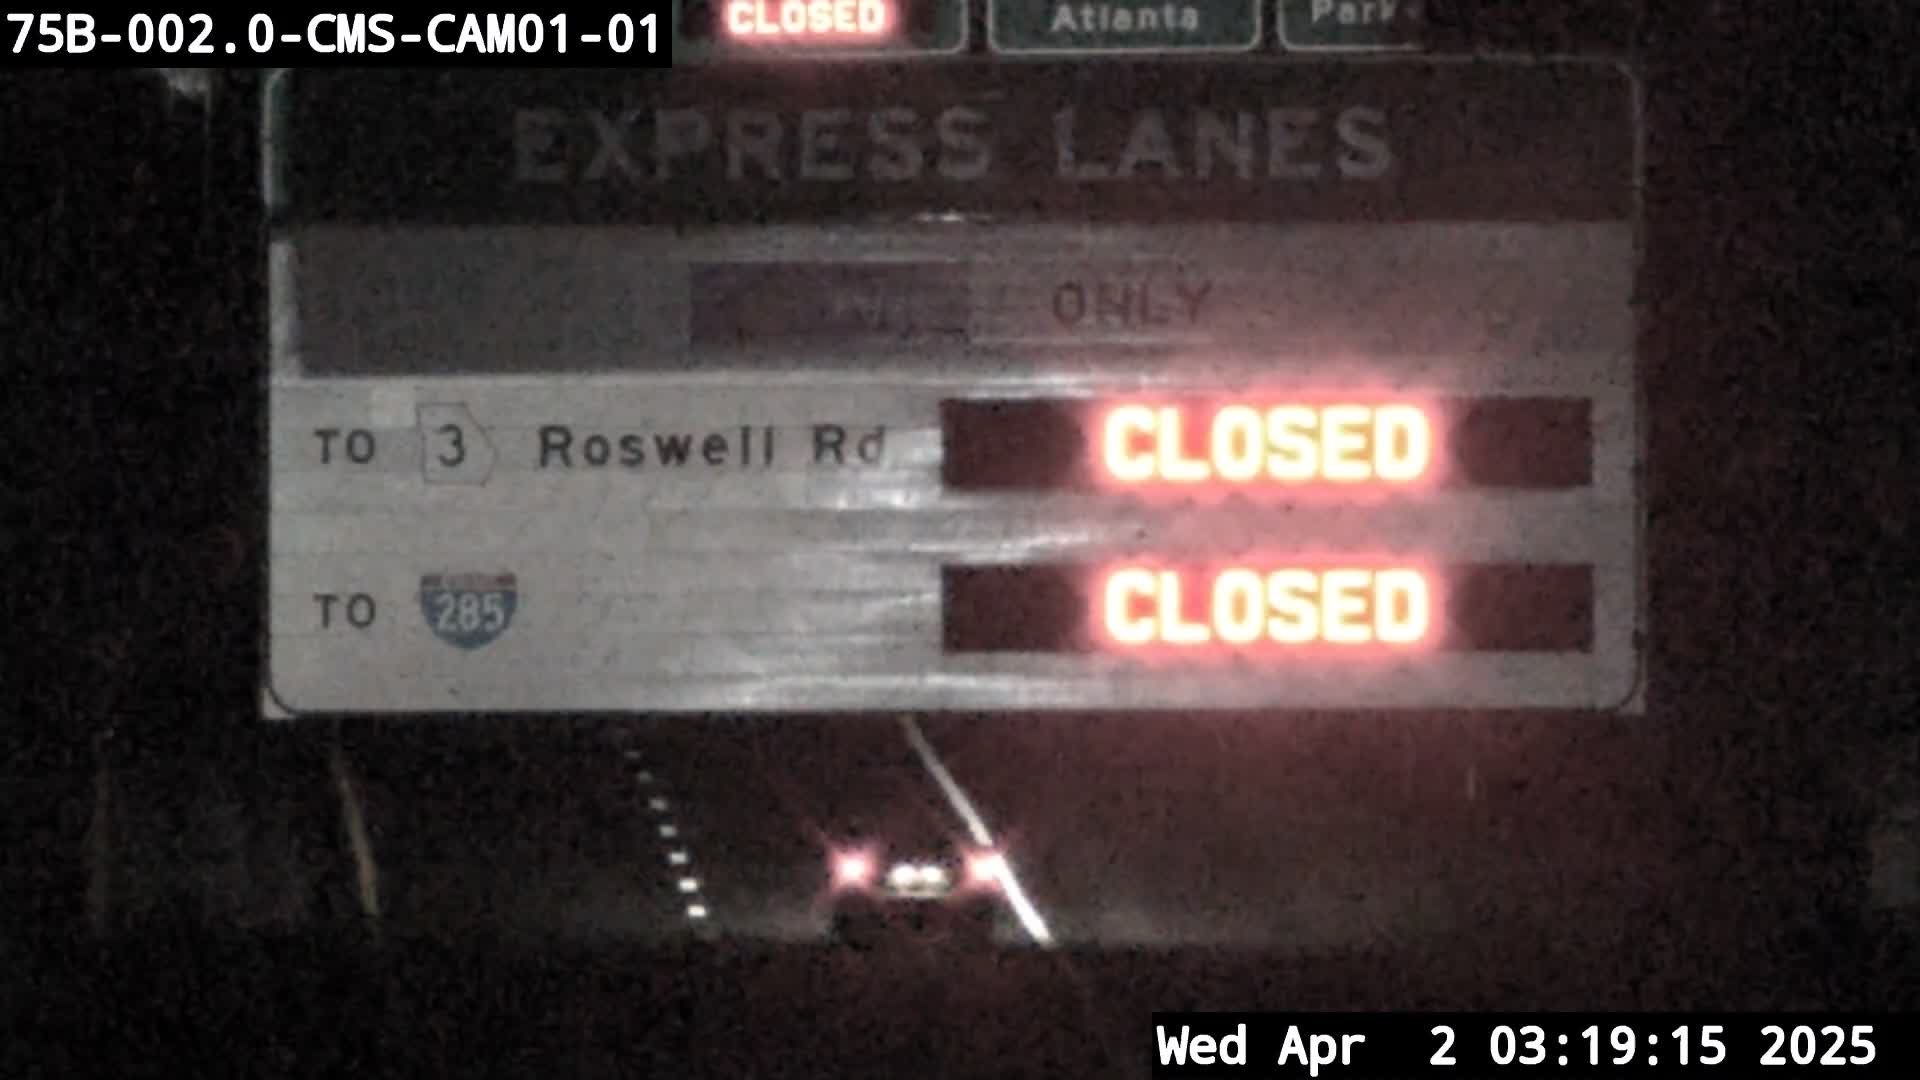 75B-002.0-CMS-CAM01-01
CLOSED
Atlanta
Park
EXPRESS LANES
ONLY
TO 3 Roswell Rd CLOSED
TO 285 CLOSED
Wed Apr 2 03:19:15 2025